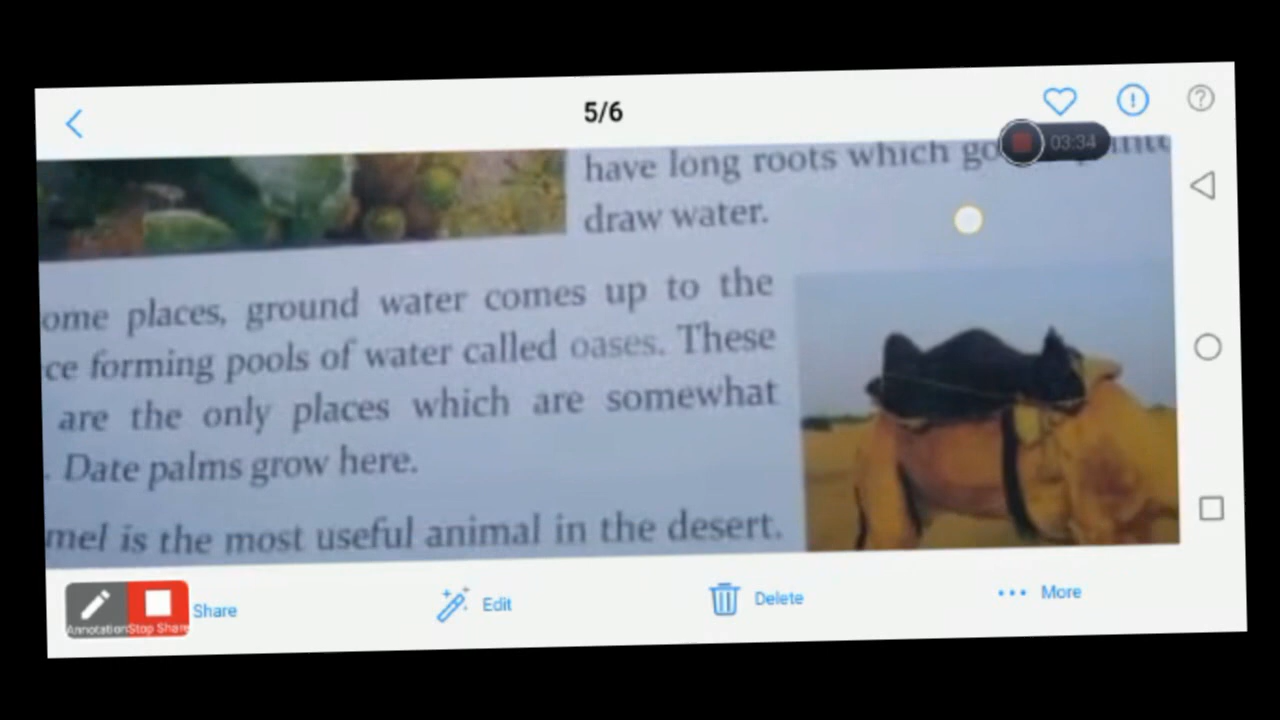 5/6
03:34
have long roots which go
draw water.
ome places, ground water comes up to the
ce forming pools of water called oases. These
are the only places which are somewhat
. Date palms grow here.
mel is the most useful animal in the desert.
Annotation Stop Share Share Edit Delete More